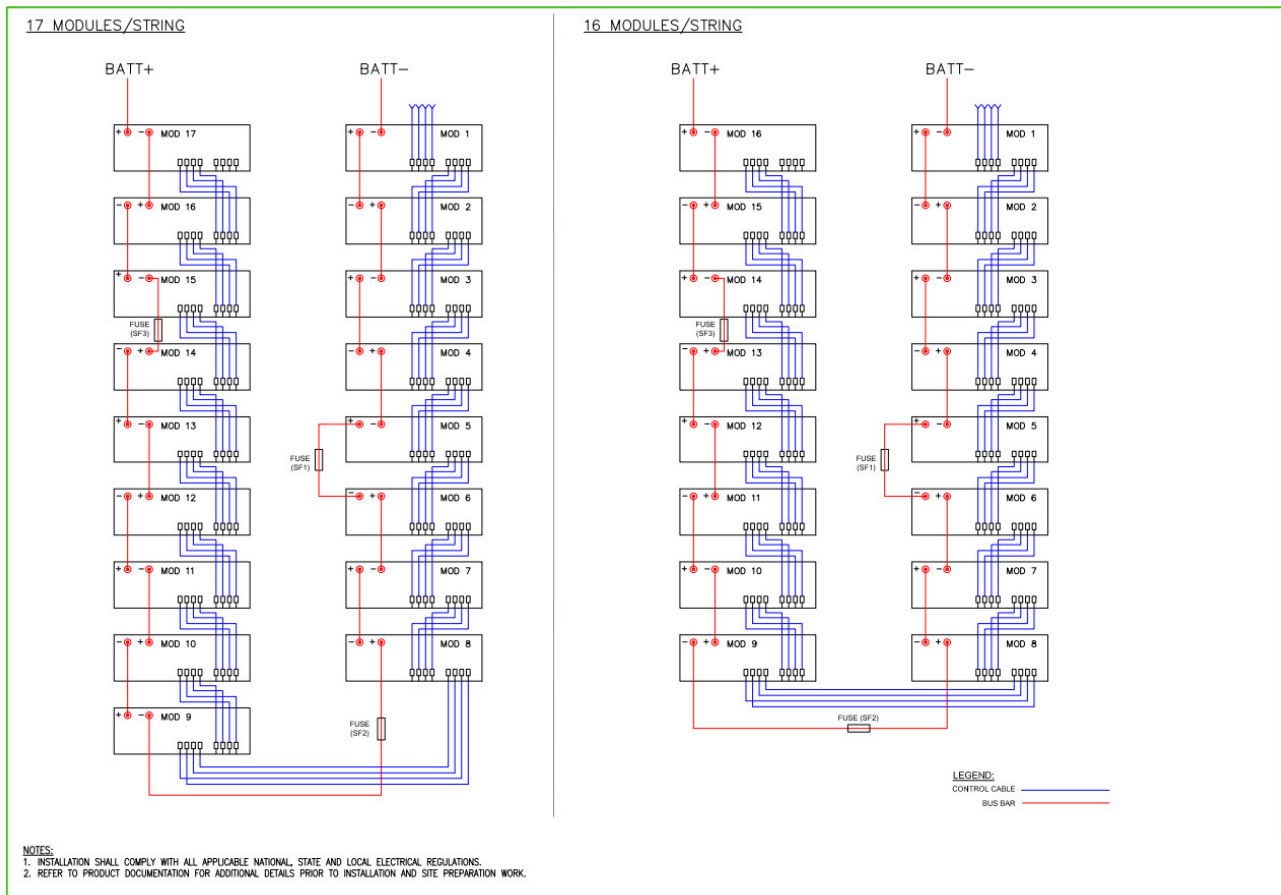 17 MODULES/STRING
BATT+ BATT-
+ - MOD 17
+ - MOD 1
- + MOD 16
- + MOD 2
+ - MOD 15
+ - MOD 3
FUSE
(SF3)
- + MOD 14
- + MOD 4
+ - MOD 13
+ - MOD 5
FUSE
(SF1)
- + MOD 12
- + MOD 6
+ - MOD 11
+ - MOD 7
- + MOD 10
- + MOD 8
+ - MOD 9
FUSE
(SF2)
16 MODULES/STRING
BATT+ BATT-
+ - MOD 16
+ - MOD 1
- + MOD 15
- + MOD 2
+ - MOD 14
+ - MOD 3
FUSE
(SF3)
- + MOD 13
- + MOD 4
+ - MOD 12
+ - MOD 5
FUSE
(SF1)
- + MOD 11
- + MOD 6
+ - MOD 10
+ - MOD 7
- + MOD 9
- + MOD 8
FUSE (SF2)
LEGEND:
CONTROL CABLE
BUS BAR
NOTES:
1. INSTALLATION SHALL COMPLY WITH ALL APPLICABLE NATIONAL, STATE AND LOCAL ELECTRICAL REGULATIONS.
2. REFER TO PRODUCT DOCUMENTATION FOR ADDITIONAL DETAILS PRIOR TO INSTALLATION AND SITE PREPARATION WORK.